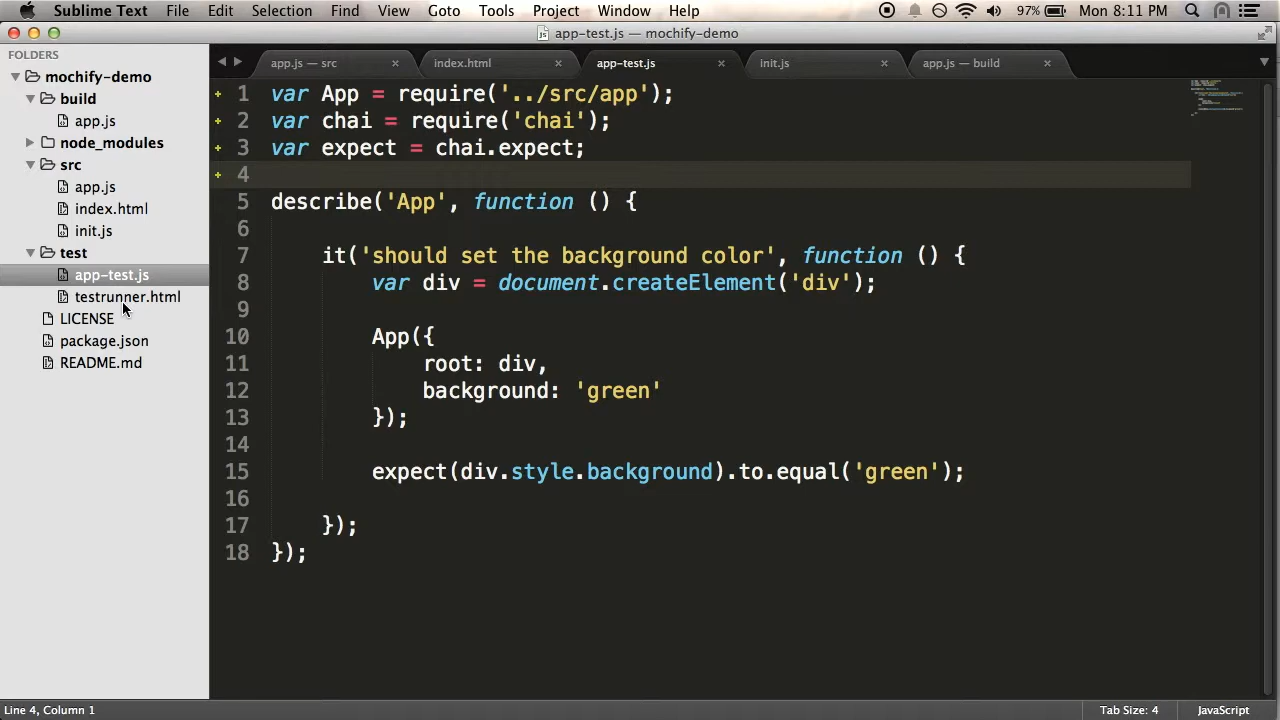 Sublime Text File Edit Selection Find View Goto Tools Project Window Help 97% Mon 8:11 PM
app-test.js — mochify-demo
FOLDERS
mochify-demo
build
app.js
node_modules
src
app.js
index.html
init.js
test
app-test.js
testrunner.html
LICENSE
package.json
README.md
app.js — src × index.html × app-test.js × init.js × app.js — build ×
1 var App = require('../src/app');
2 var chai = require('chai');
3 var expect = chai.expect;
4
5 describe('App', function () {
6
7 it('should set the background color', function () {
8 var div = document.createElement('div');
9
10 App({
11 root: div,
12 background: 'green'
13 });
14
15 expect(div.style.background).to.equal('green');
16
17 });
18 });
Line 4, Column 1 Tab Size: 4 JavaScript